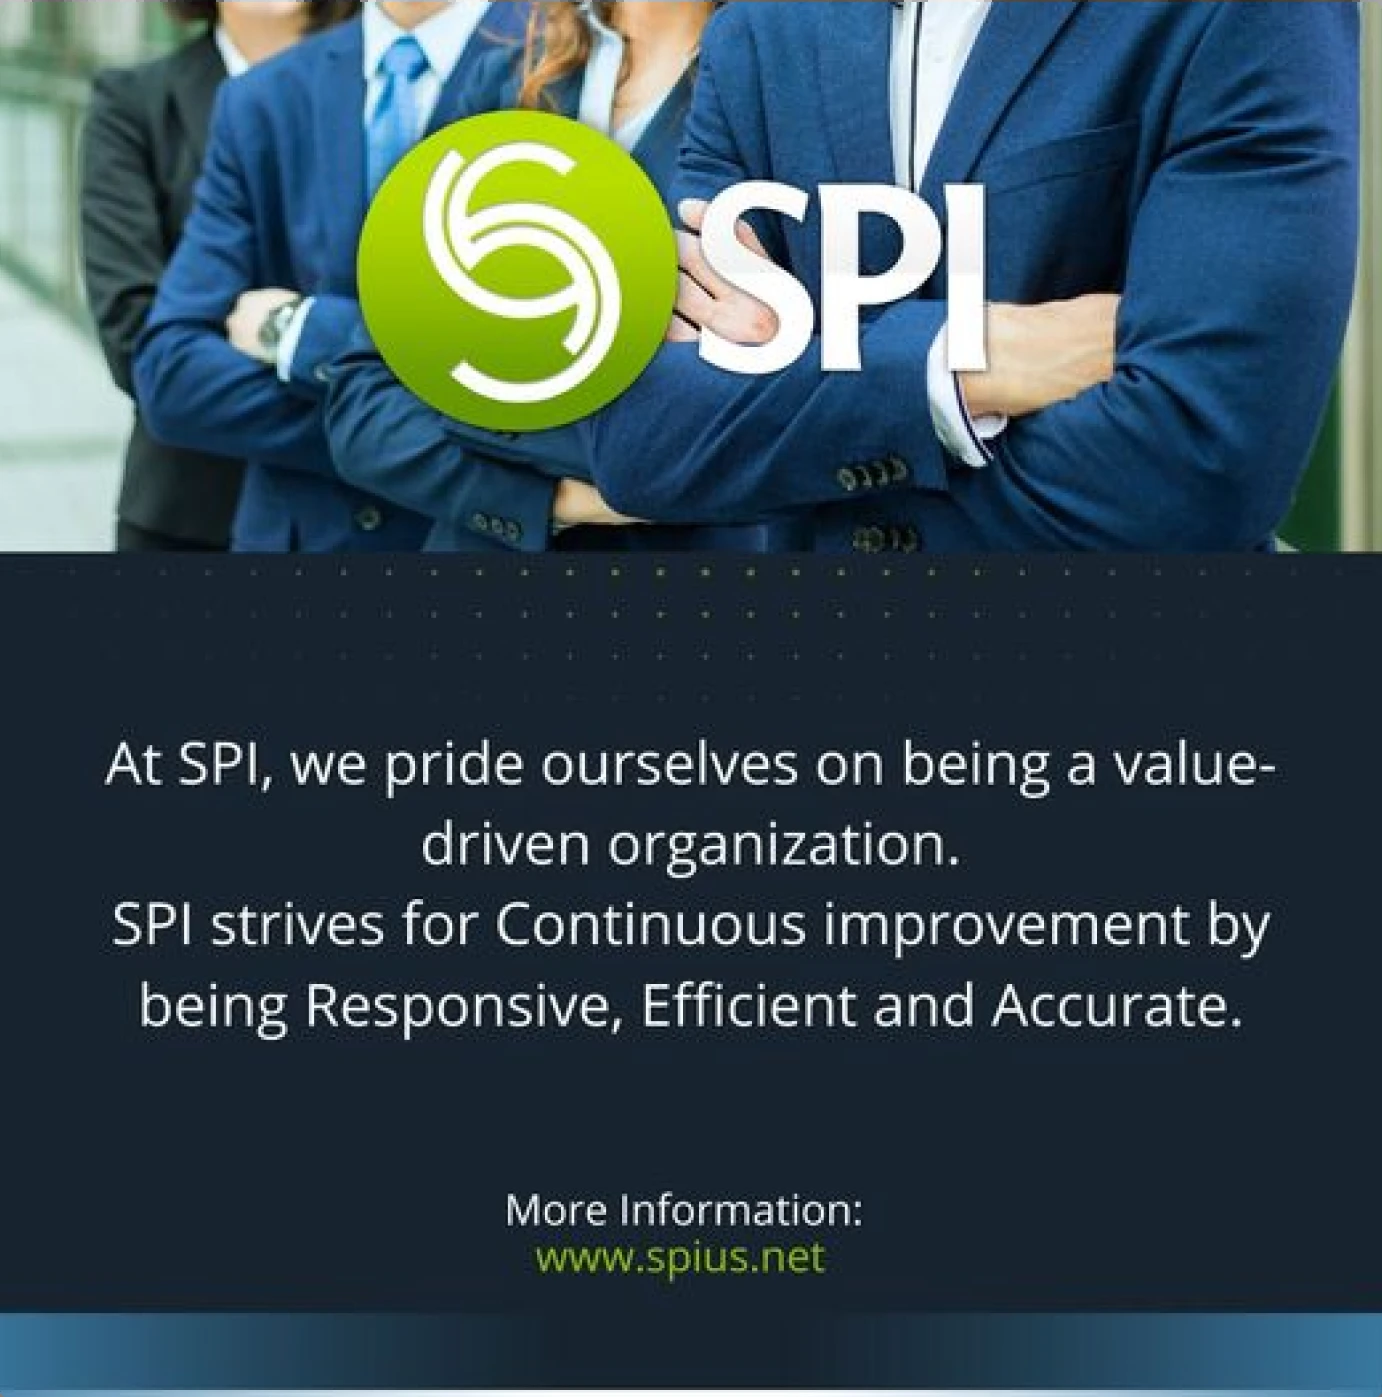 SPI
At SPI, we pride ourselves on being a value-
driven organization.
SPI strives for Continuous improvement by
being Responsive, Efficient and Accurate.
More Information:
www.spius.net